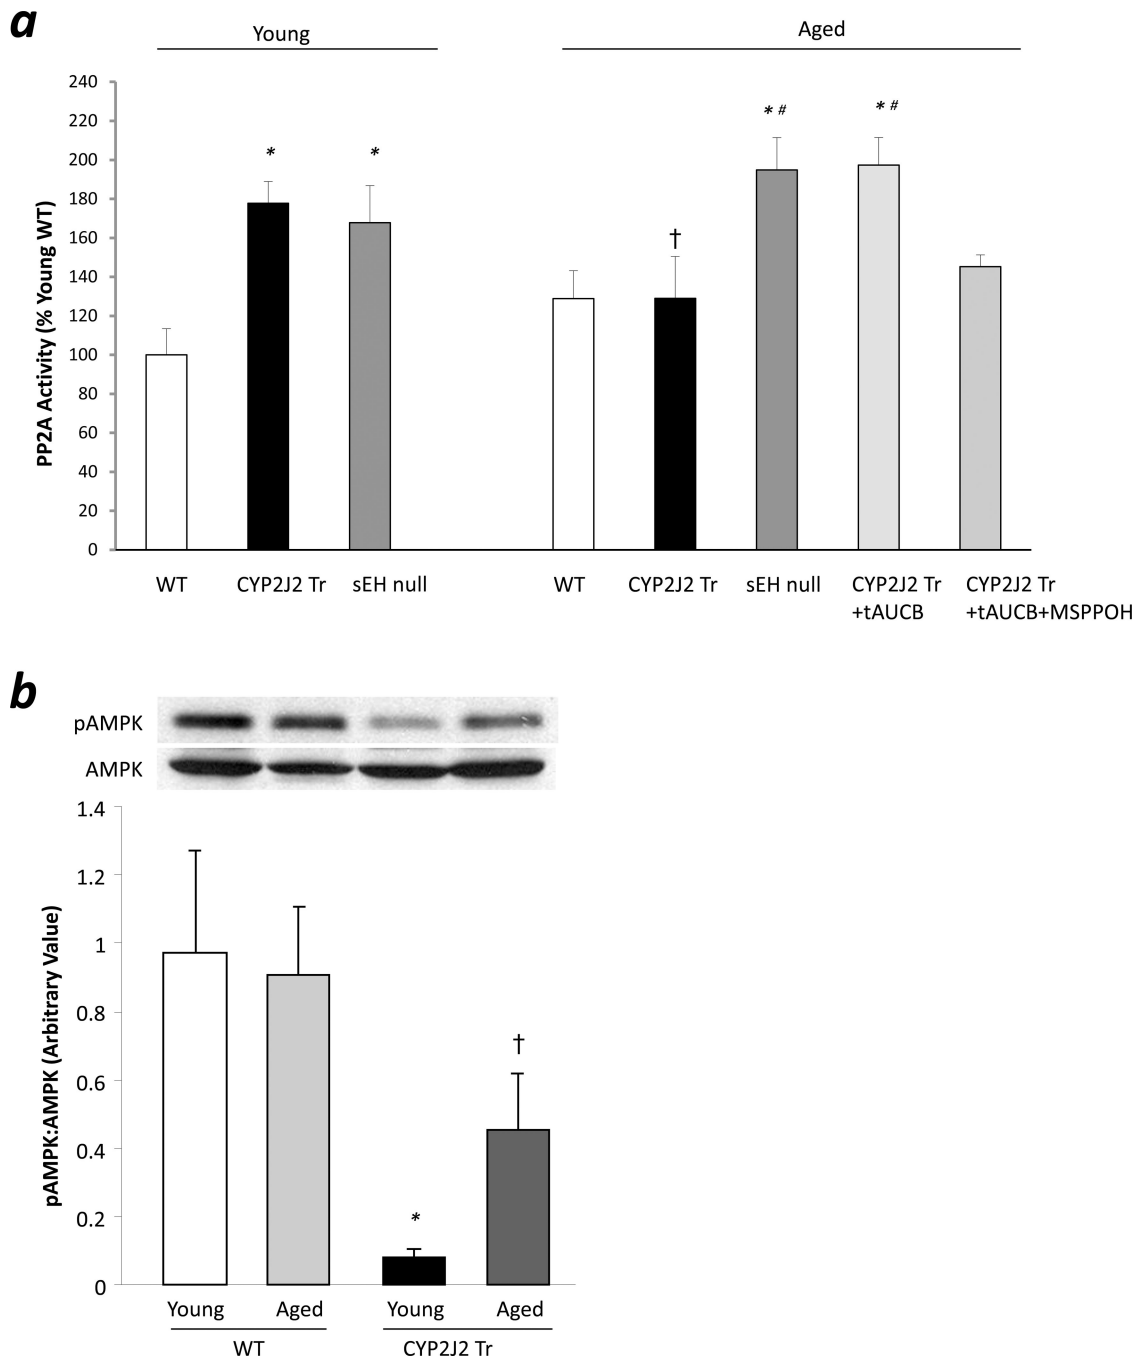 a
Young
Aged
PP2A Activity (% Young WT)
240
220
200
180
160
140
120
100
80
60
40
20
0
*
*
†
* #
* #
WT
CYP2J2 Tr
sEH null
WT
CYP2J2 Tr
sEH null
CYP2J2 Tr
+tAUCB
CYP2J2 Tr
+tAUCB+MSPPOH
b
pAMPK
AMPK
pAMPK:AMPK (Arbitrary Value)
1.4
1.2
1
0.8
0.6
0.4
0.2
0
*
†
Young
Aged
Young
Aged
WT
CYP2J2 Tr